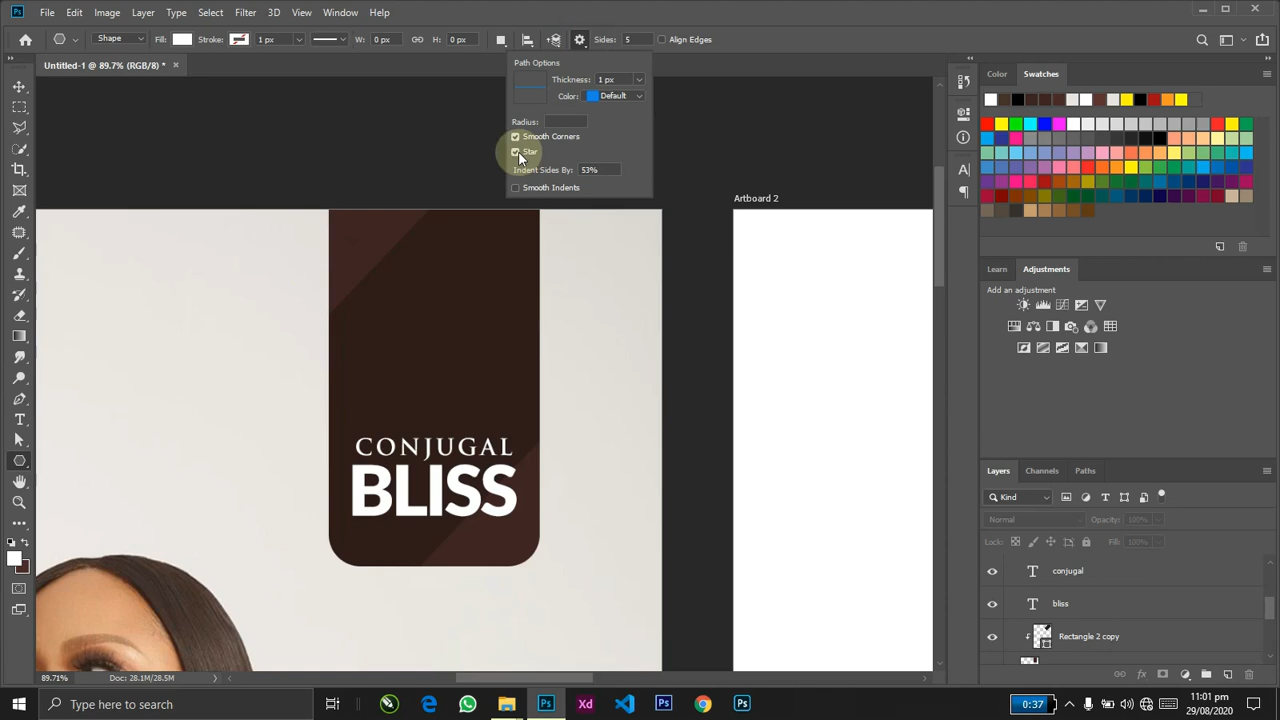 File Edit Image Layer Type Select Filter 3D View Window Help
Shape Fill: Stroke: 1 px W: 0 px H: 0 px Sides: 5 Align Edges
Untitled-1 @ 89.7% (RGB/8) *
Path Options
Thickness: 1 px
Color: Default
Radius:
Smooth Corners
Star
Indent Sides By: 53%
Smooth Indents
Artboard 2
CONJUGAL
BLISS
Color Swatches
Learn Adjustments
Add an adjustment
Layers Channels Paths
Kind
Normal Opacity: 100%
Lock: Fill: 100%
conjugal
bliss
Rectangle 2 copy
89.71% Doc: 28.1M/28.5M
Type here to search
0:37
11:01 pm
29/08/2020